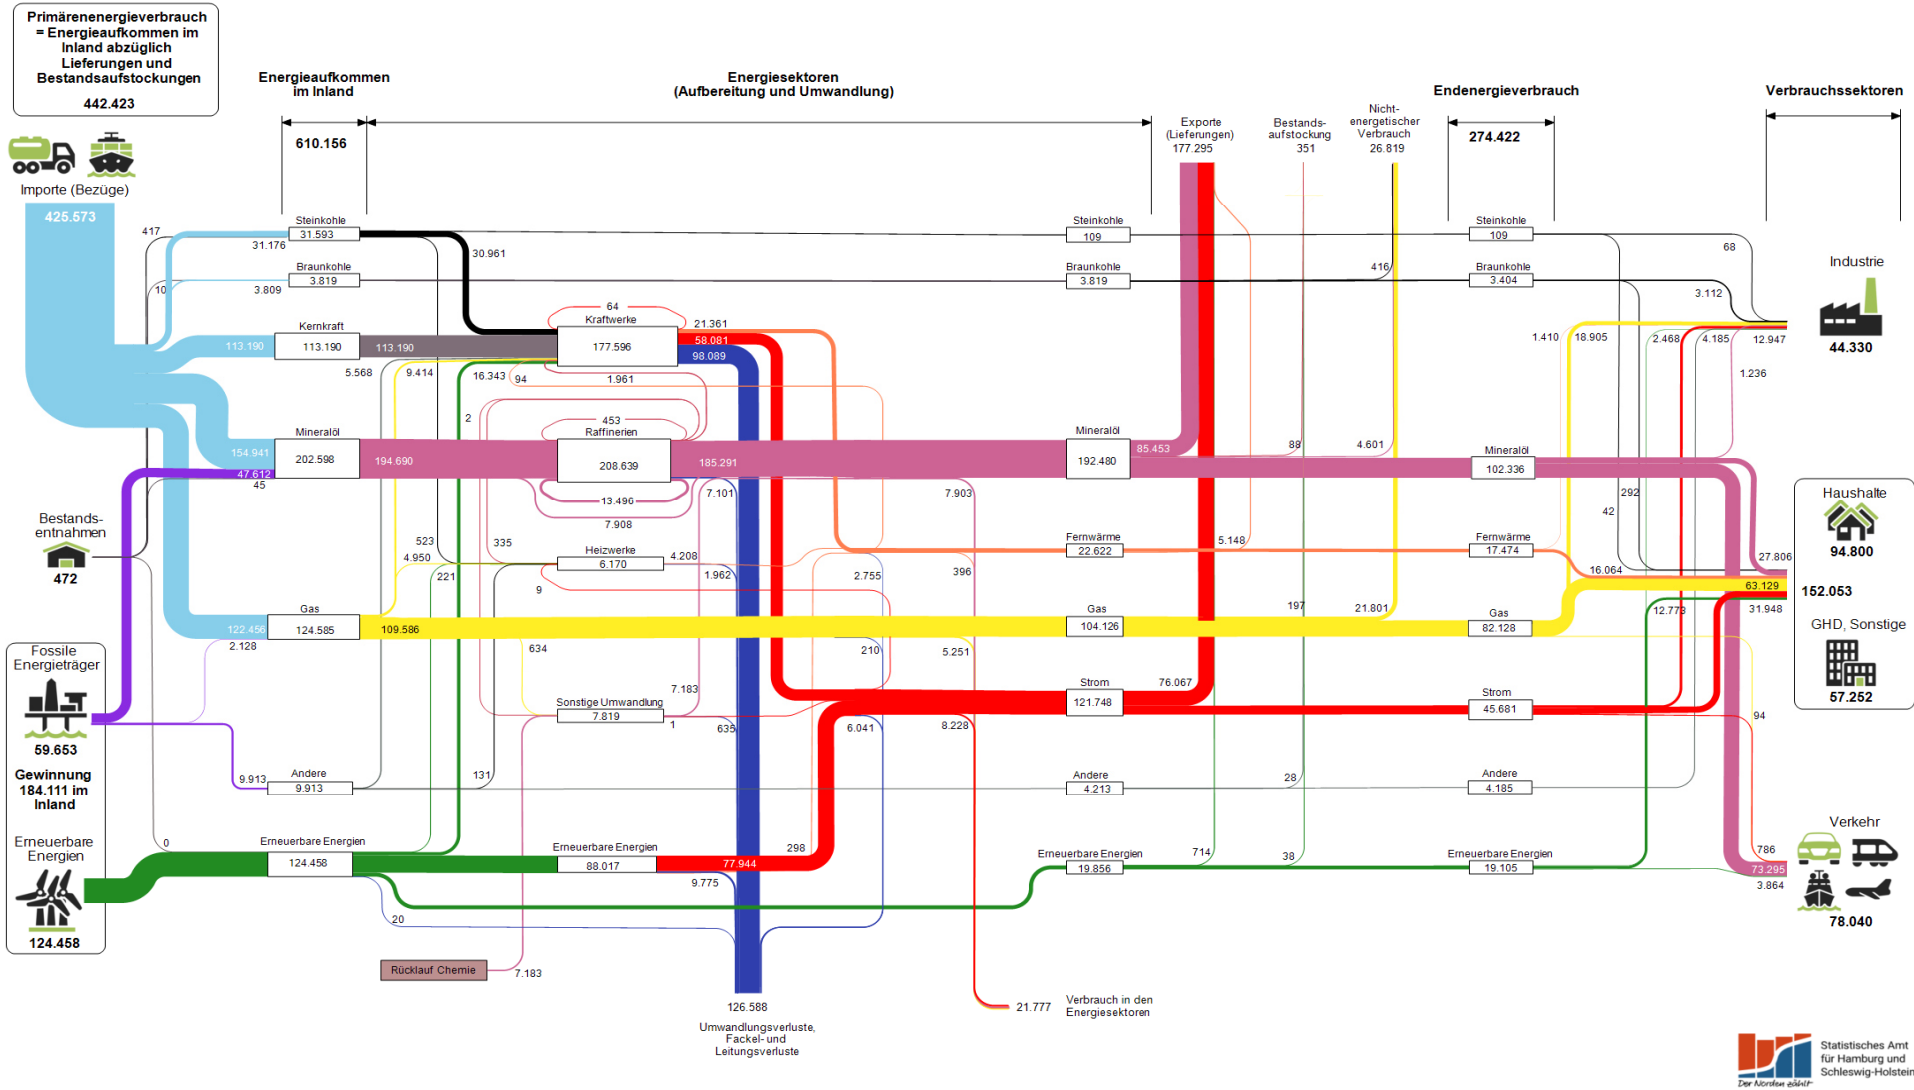 Primärenenergieverbrauch
= Energieaufkommen im
Inland abzüglich
Lieferungen und
Bestandsaufstockungen
442.423
Energieaufkommen
im Inland
610.156
Energiesektoren
(Aufbereitung und Umwandlung)
Endenergieverbrauch
274.422
Verbrauchssektoren
Exporte
(Lieferungen)
177.295
Bestands-
aufstockung
351
Nicht-
energetischer
Verbrauch
26.819
Importe (Bezüge)
425.573
417
31.176
Steinkohle
31.593
30.961
Steinkohle
109
Steinkohle
109
68
10
3.809
Braunkohle
3.819
Braunkohle
3.819
416
Braunkohle
3.404
3.112
Industrie
44.330
113.190
Kernkraft
113.190
113.190
64
Kraftwerke
177.596
21.361
58.081
98.089
5.568
9.414
16.343
94
1.961
1.410
18.905
2.468
4.185
12.947
1.236
2
453
154.941
Mineralöl
202.598
194.690
Raffinerien
208.639
185.291
Mineralöl
192.480
85.453
88
4.601
Mineralöl
102.336
47.612
45
13.496
7.908
7.101
7.903
292
42
Bestands-
entnahmen
472
523
4.950
221
335
Heizwerke
6.170
4.208
1.962
9
2.755
396
Fernwärme
22.622
5.148
Fernwärme
17.474
16.064
27.806
63.129
31.948
12.773
Haushalte
94.800
152.053
GHD, Sonstige
57.252
122.456
2.128
Gas
124.585
109.586
634
210
5.251
Gas
104.126
197
21.801
Gas
82.128
94
Fossile
Energieträger
59.653
Gewinnung
184.111 im
Inland
Erneuerbare
Energien
124.458
7.183
Sonstige Umwandlung
7.819
1
635
6.041
8.228
Strom
121.748
76.067
Strom
45.681
9.913
Andere
9.913
131
Andere
4.213
28
Andere
4.185
0
Erneuerbare Energien
124.458
20
Erneuerbare Energien
88.017
77.944
9.775
298
Erneuerbare Energien
19.856
714
38
Erneuerbare Energien
19.105
786
73.295
3.864
Verkehr
78.040
Rücklauf Chemie
7.183
126.588
Umwandlungsverluste,
Fackel- und
Leitungsverluste
21.777
Verbrauch in den
Energiesektoren
Statistisches Amt
für Hamburg und
Schleswig-Holstein
Der Norden zählt